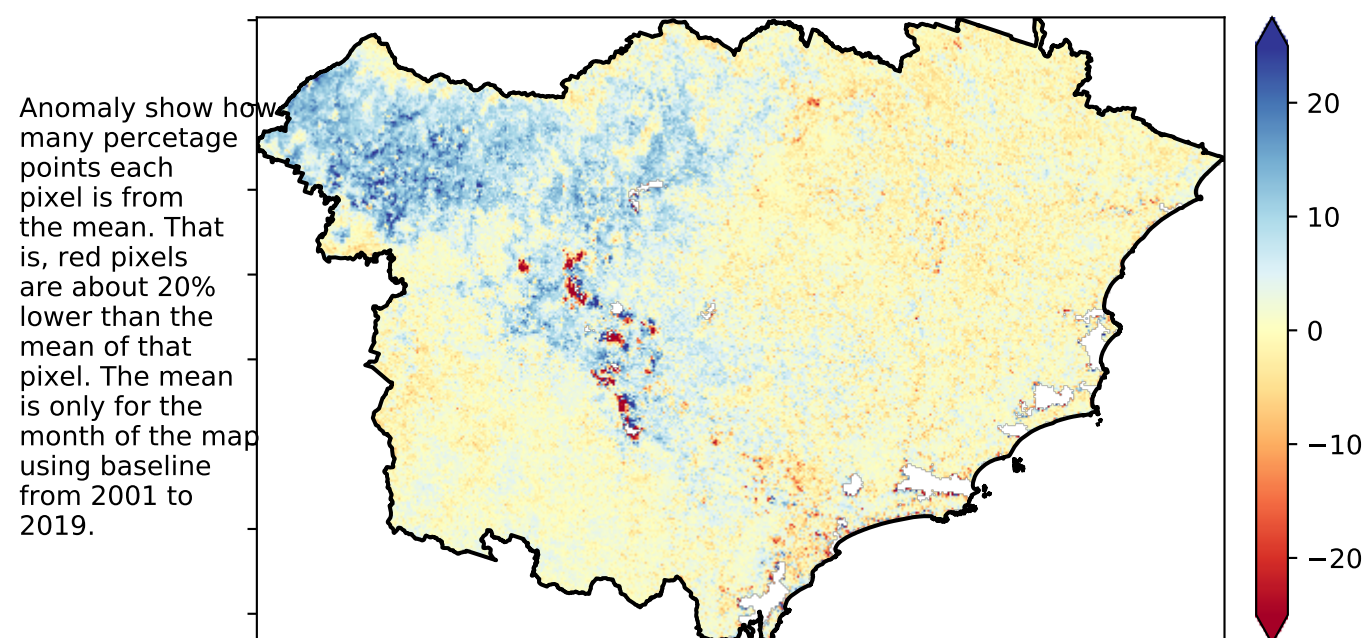 Anomaly show how
many percetage
points each
pixel is from
the mean. That
is, red pixels
are about 20%
lower than the
mean of that
pixel. The mean
is only for the
month of the map
using baseline
from 2001 to
2019.
20
10
0
−10
−20